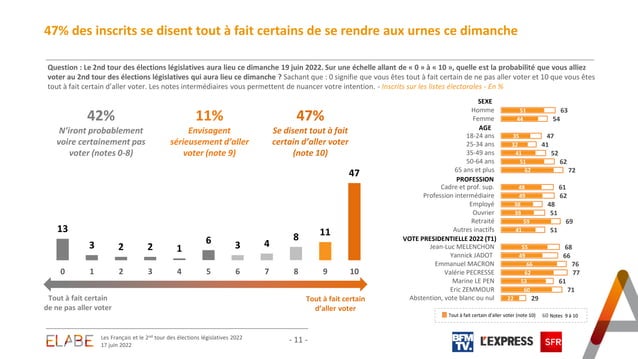 47% des inscrits se disent tout à fait certains de se rendre aux urnes ce dimanche
Question : Le 2nd tour des élections législatives aura lieu ce dimanche 19 juin 2022. Sur une échelle allant de « 0 » à « 10 », quelle est la probabilité que vous alliez
voter au 2nd tour des élections législatives qui aura lieu ce dimanche ? Sachant que : 0 signifie que vous êtes tout à fait certain de ne pas aller voter et 10 que vous êtes
tout à fait certain d'aller voter. Les notes intermédiaires vous permettent de nuancer votre intention. - Inscrits sur les listes électorales - En %
42%
N'iront probablement
voire certainement pas
voter (notes 0-8)
11%
Envisagent
sérieusement d'aller
voter (note 9)
47%
Se disent tout à fait
certain d'aller voter
(note 10)
13 3 2 2 1 6 3 4 8 11 47
0 1 2 3 4 5 6 7 8 9 10
Tout à fait certain
de ne pas aller voter
Tout à fait certain
d'aller voter
SEXE
Homme 51 63
Femme 44 54
AGE
18-24 ans 35 47
25-34 ans 32 41
35-49 ans 41 52
50-64 ans 51 62
65 ans et plus 62 72
PROFESSION
Cadre et prof. sup. 48 61
Profession intermédiaire 49 62
Employé 38 48
Ouvrier 51
Retraité 69
Autres inactifs 41 51
VOTE PRESIDENTIELLE 2022 (T1)
Jean-Luc MELENCHON 55 68
Yannick JADOT 49 66
Emmanuel MACRON 76
Valérie PECRESSE 62 77
Marine LE PEN 61
Eric ZEMMOUR 60 71
Abstention, vote blanc ou nul 22 29
Tout à fait certain d'aller voter (note 10) 60 Notes 9 à 10
ELABE
Les Français et le 2nd tour des élections législatives 2022
17 juin 2022
- 11 -
BFM
TV.
L'EXPRESS
SFR